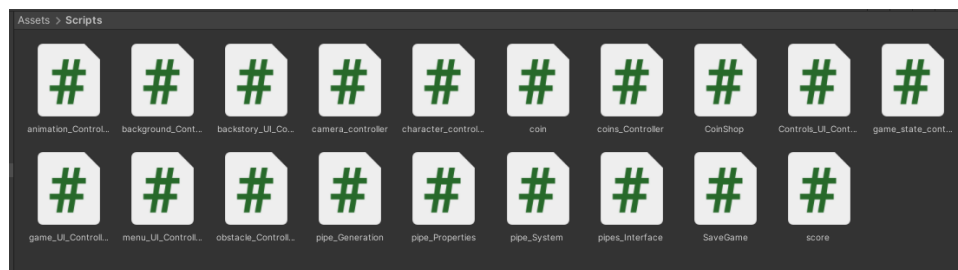 Assets > Scripts
animation_Control... background_Cont... backstory_UI_Co... camera_controller character_control... coin coins_Controller CoinShop Controls_UI_Cont... game_state_cont...
game_UI_Controll... menu_UI_Controll... obstacle_Controll... pipe_Generation pipe_Properties pipe_System pipes_Interface SaveGame score